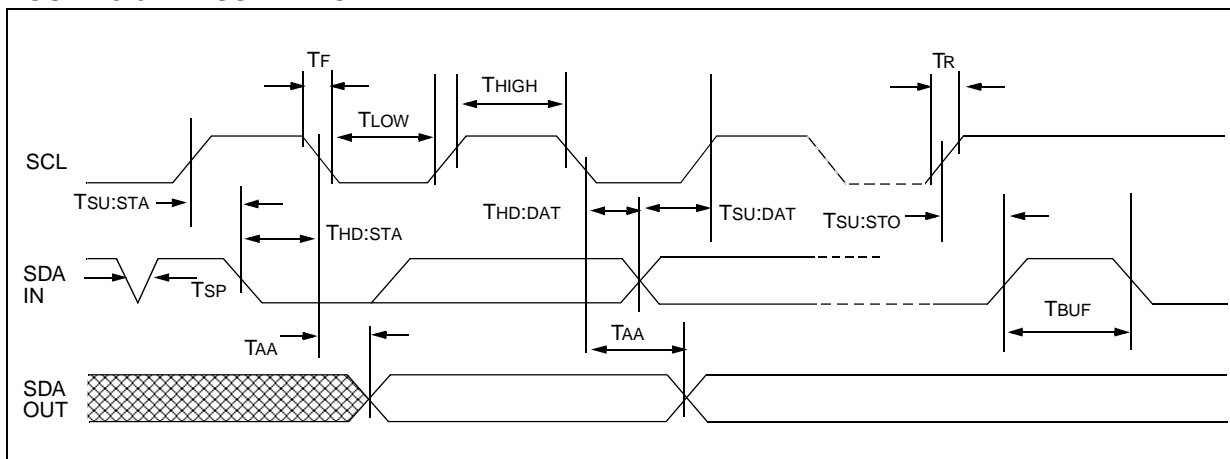 TF
TR
THIGH
TLOW
SCL
TSU:STA
THD:DAT
TSU:DAT
TSU:STO
THD:STA
SDA
IN
TSP
TBUF
TAA
TAA
SDA
OUT